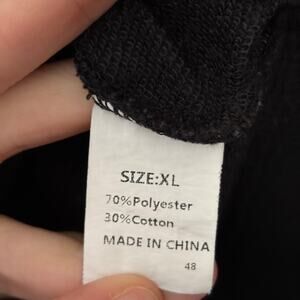 SIZE:XL
70%Polyester
30%Cotton
MADE IN CHINA
48